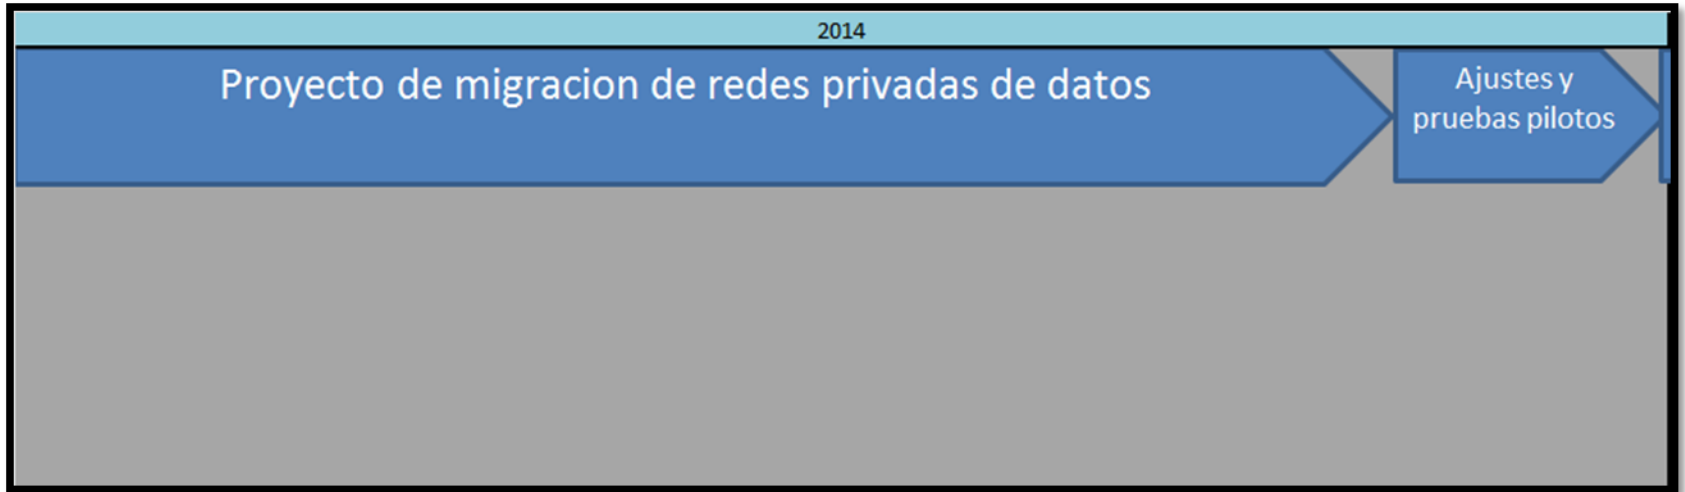 2014
Proyecto de migracion de redes privadas de datos
Ajustes y
pruebas pilotos